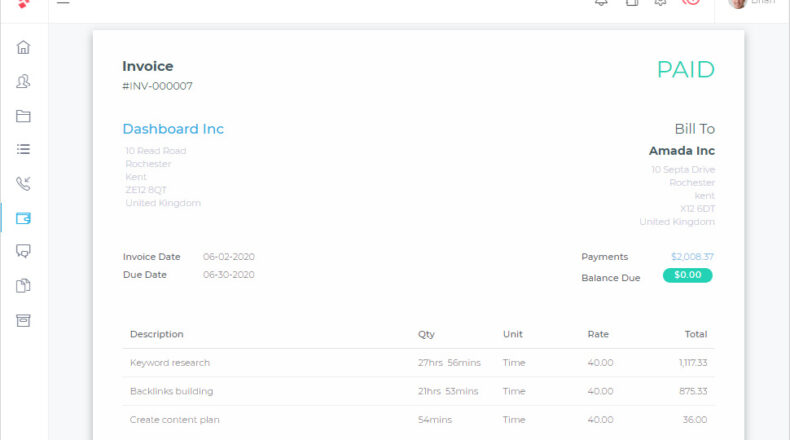 Brian
Invoice
PAID
#INV-000007
Dashboard Inc
Bill To
10 Read Road
Amada Inc
Rochester
10 Septa Drive
Kent
Rochester
ZE12 8QT
kent
United Kingdom
X12 6DT
United Kingdom
Invoice Date 06-02-2020
Payments $2,008.37
Due Date 06-30-2020
Balance Due $0.00
Description Qty Unit Rate Total
Keyword research 27hrs 56mins Time 40.00 1,117.33
Backlinks building 21hrs 53mins Time 40.00 875.33
Create content plan 54mins Time 40.00 36.00